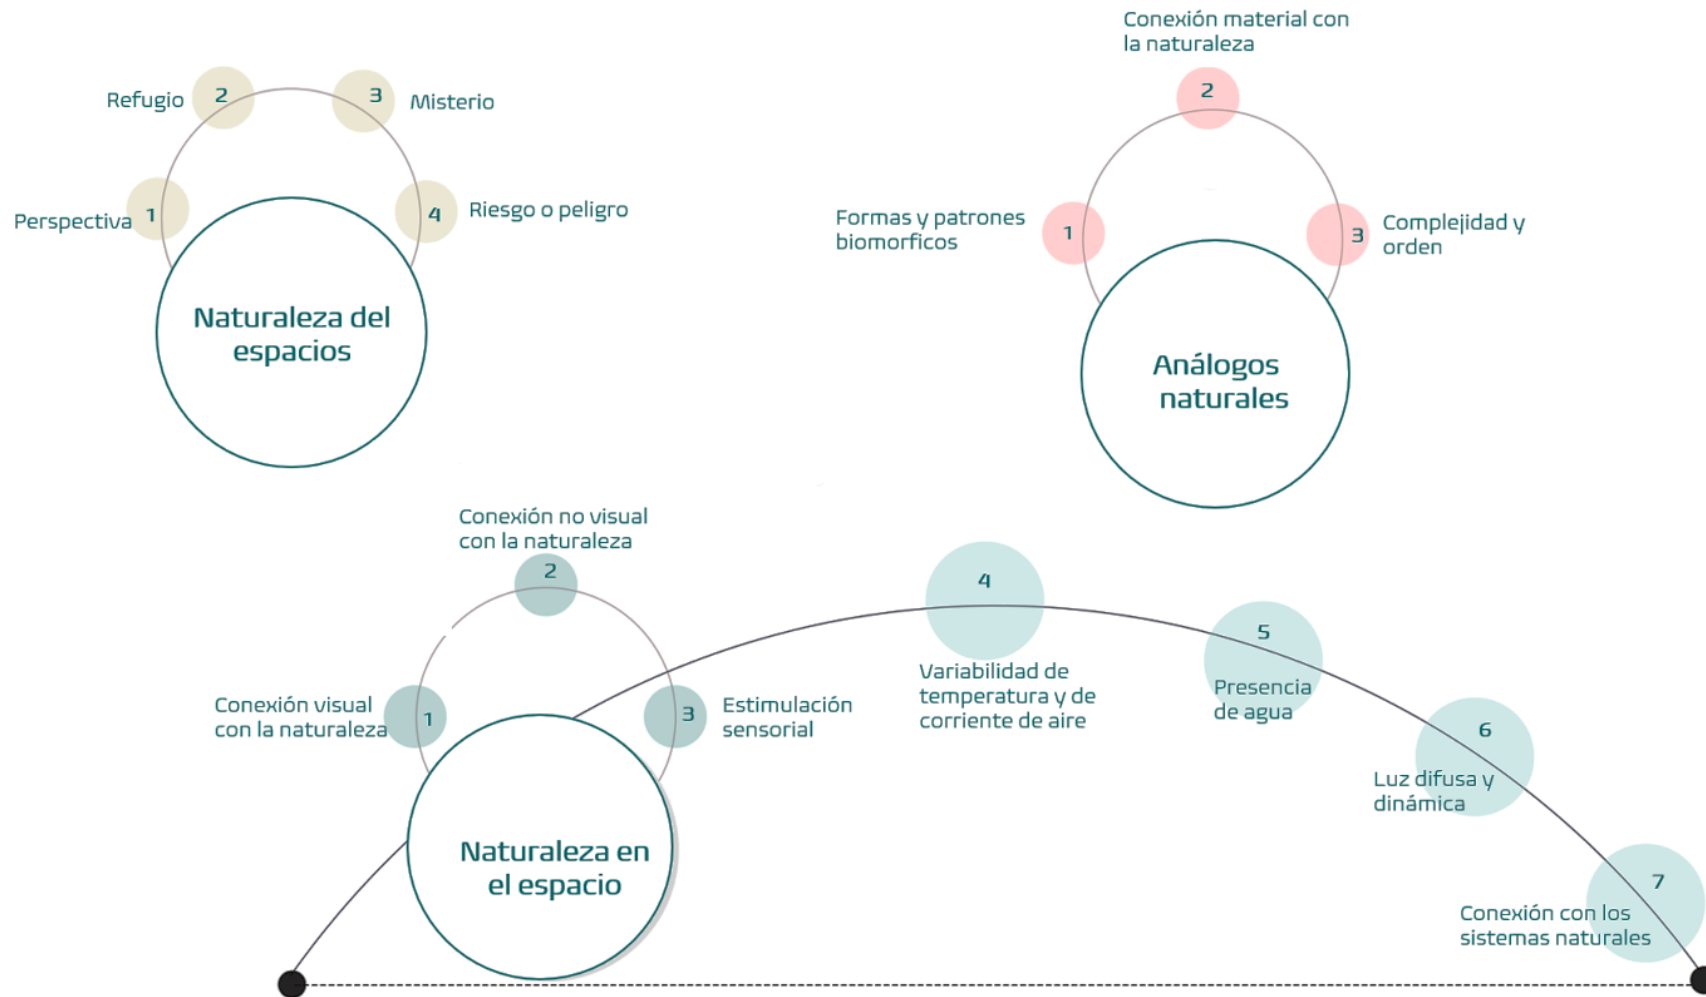 Refugio
2
3
Misterio
Perspectiva
1
4
Riesgo o peligro
Naturaleza del
espacios
Conexión material con
la naturaleza
2
Formas y patrones
biomorficos
1
3
Complejidad y
orden
Análogos
naturales
Conexión no visual
con la naturaleza
2
Conexión visual
con la naturaleza
1
3
Estimulación
sensorial
Naturaleza en
el espacio
4
Variabilidad de
temperatura y de
corriente de aire
5
Presencia
de agua
6
Luz difusa y
dinámica
7
Conexión con los
sistemas naturales